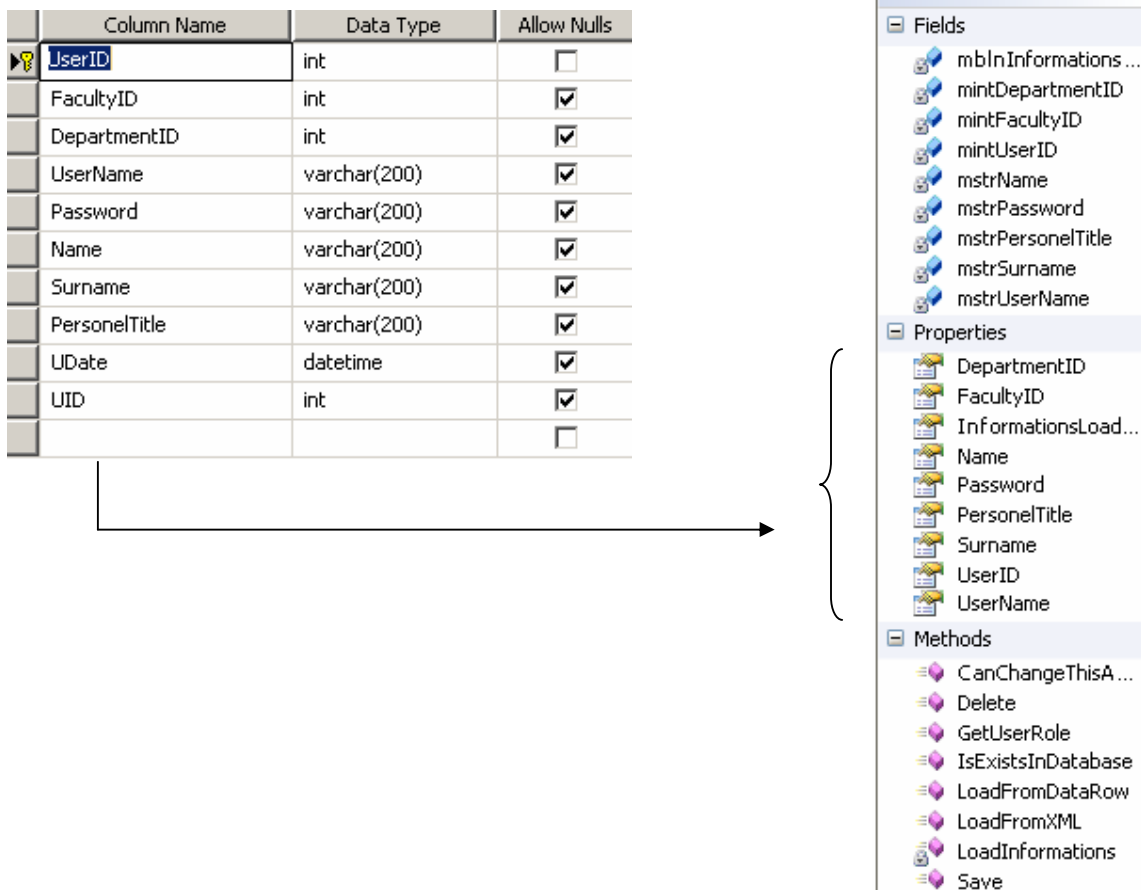 Column Name Data Type Allow Nulls
UserID int
FacultyID int
DepartmentID int
UserName varchar(200)
Password varchar(200)
Name varchar(200)
Surname varchar(200)
PersonelTitle varchar(200)
UDate datetime
UID int
Fields
mblnInformations...
mintDepartmentID
mintFacultyID
mintUserID
mstrName
mstrPassword
mstrPersonelTitle
mstrSurname
mstrUserName
Properties
DepartmentID
FacultyID
InformationsLoad...
Name
Password
PersonelTitle
Surname
UserID
UserName
Methods
CanChangeThisA...
Delete
GetUserRole
IsExistsInDatabase
LoadFromDataRow
LoadFromXML
LoadInformations
Save